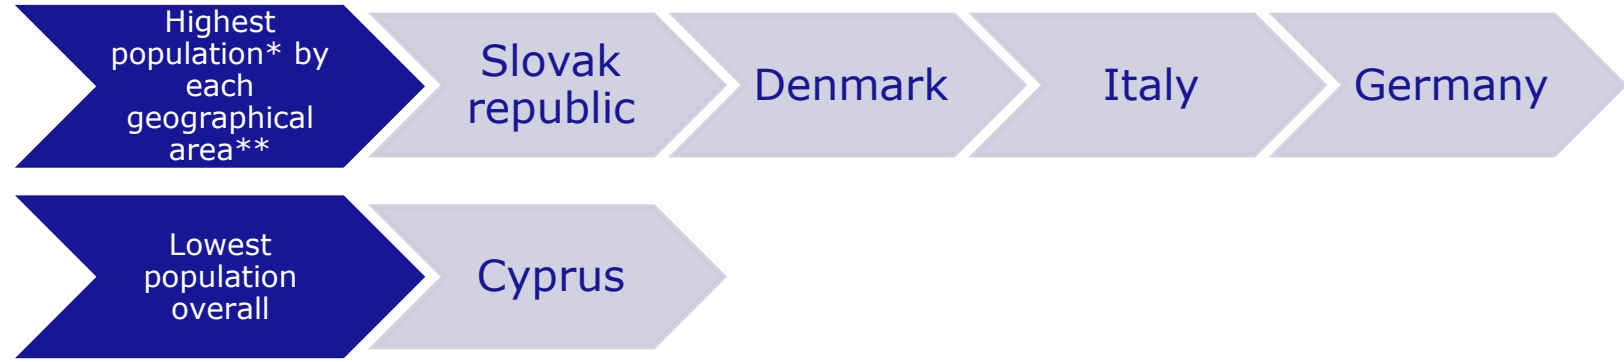 Highest
population* by
each
geographical
area**
Slovak
republic
Denmark
Italy
Germany
Lowest
population
overall
Cyprus